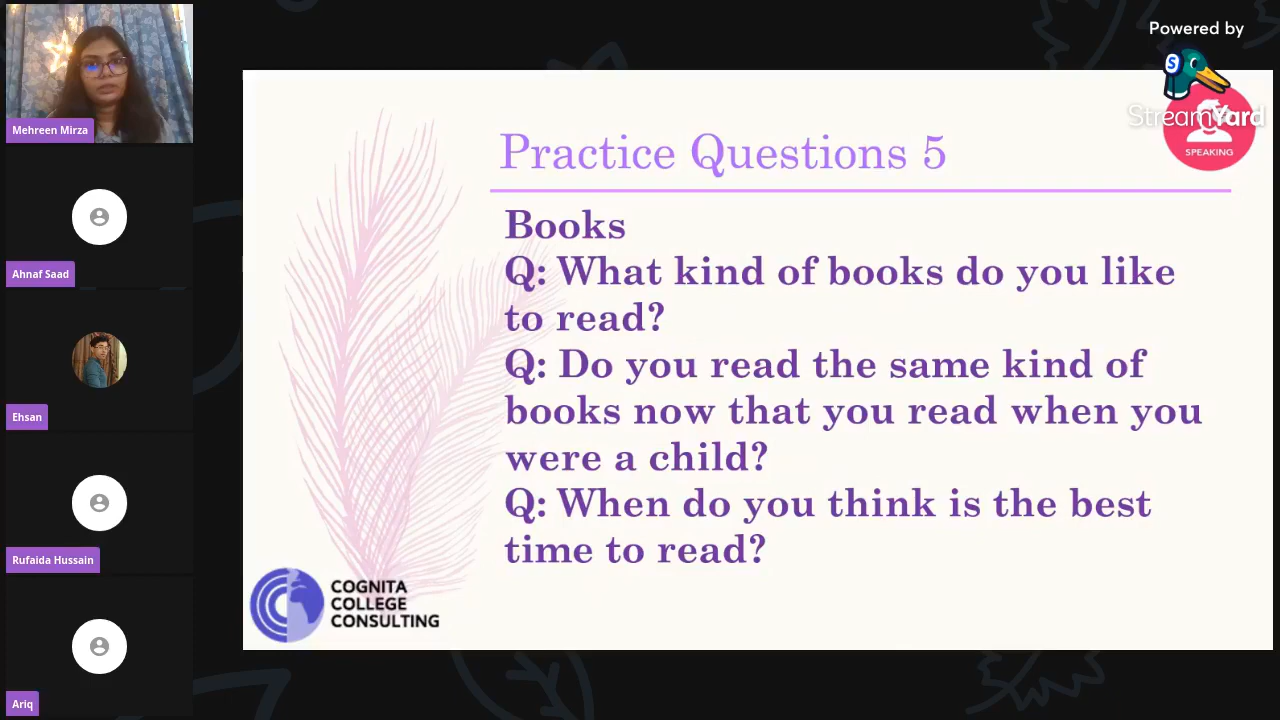 Mehreen Mirza
Ahnaf Saad
Ehsan
Rufaida Hussain
Ariq
Powered by
S
StreamYard
SPEAKING
Practice Questions 5
Books
Q: What kind of books do you like
to read?
Q: Do you read the same kind of
books now that you read when you
were a child?
Q: When do you think is the best
time to read?
COGNITA
COLLEGE
CONSULTING